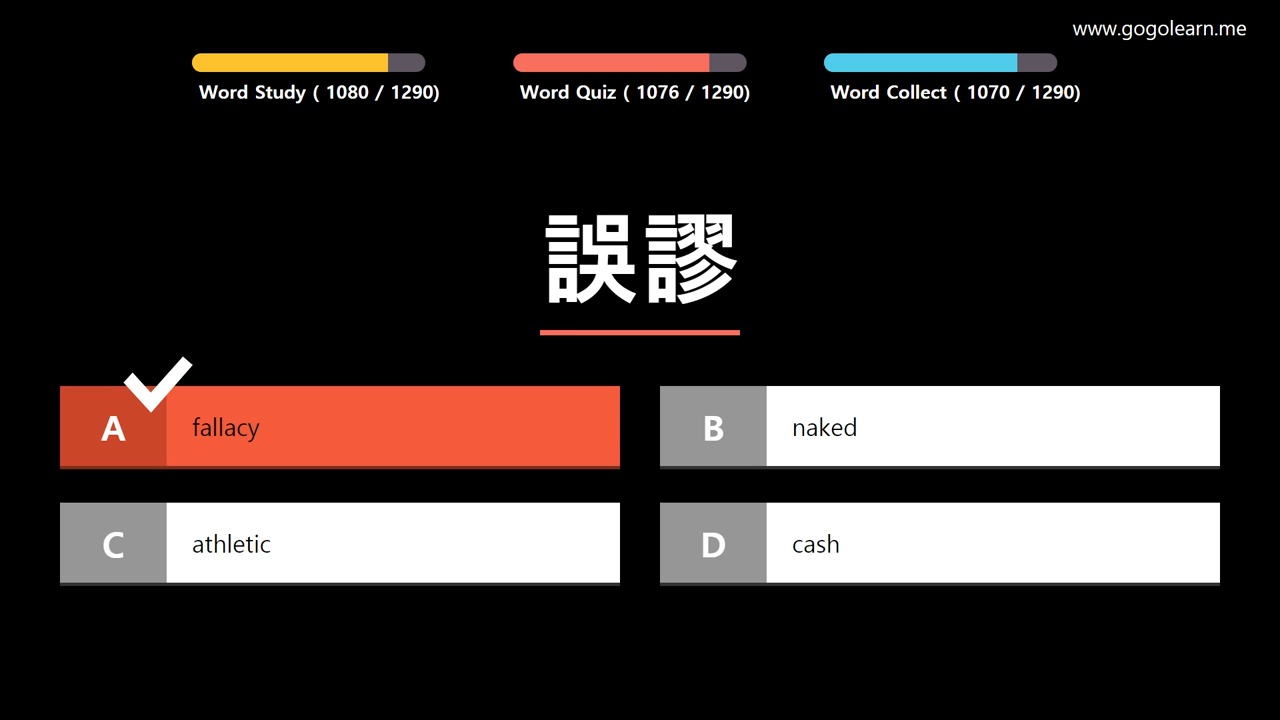 www.gogolearn.me
Word Study ( 1080 / 1290)
Word Quiz ( 1076 / 1290)
Word Collect ( 1070 / 1290)
誤謬
A fallacy
B naked
C athletic
D cash